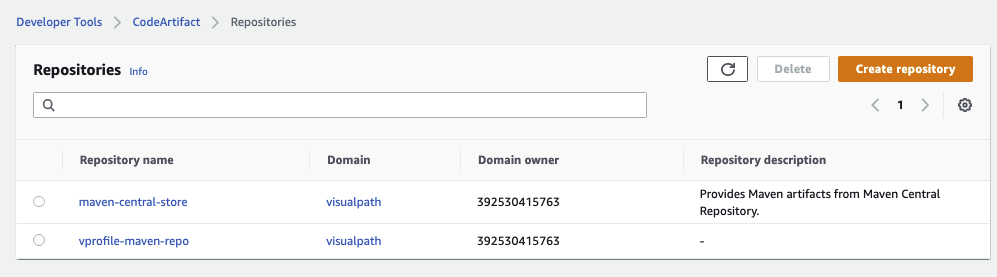 Developer Tools > CodeArtifact > Repositories
Repositories Info
Delete
Create repository
1
Repository name Domain Domain owner Repository description
maven-central-store visualpath 392530415763 Provides Maven artifacts from Maven Central
Repository.
vprofile-maven-repo visualpath 392530415763 -